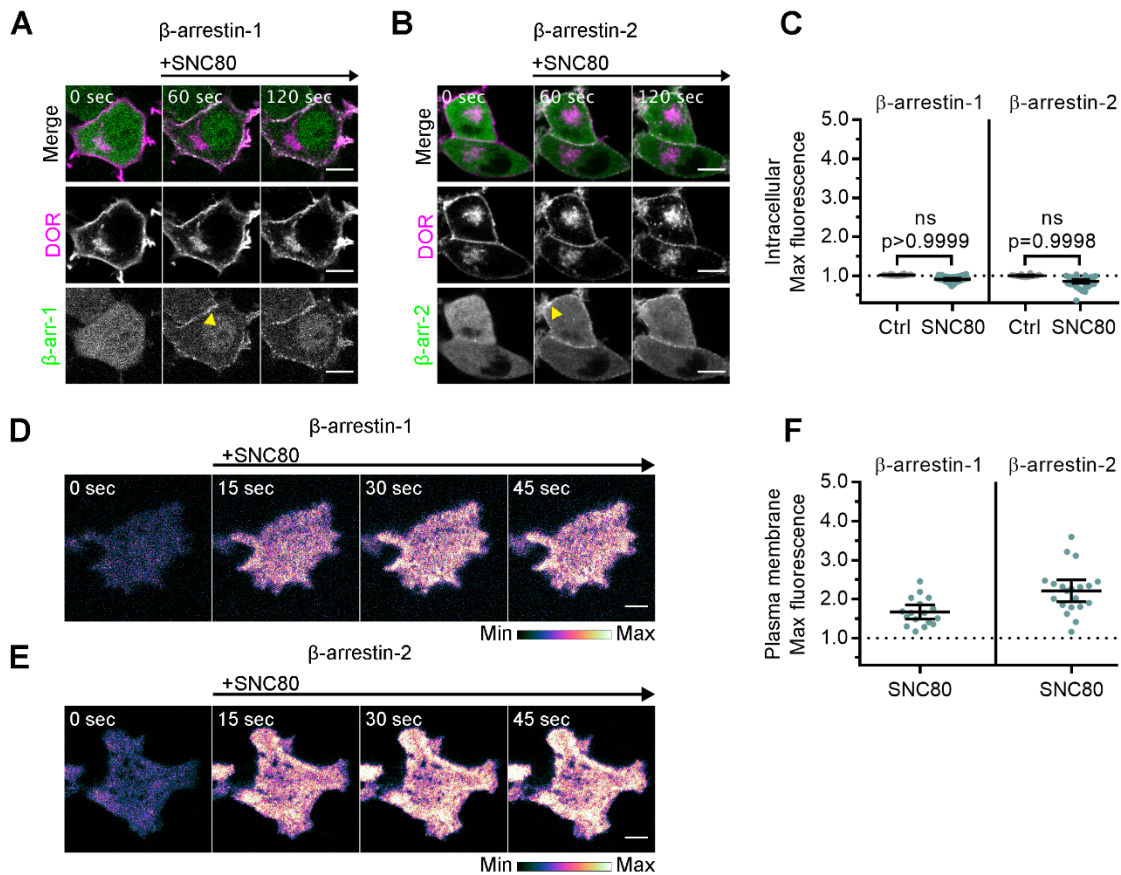 A
β-arrestin-1
+SNC80
0 sec
60 sec
120 sec
Merge
DOR
β-arr-1
B
β-arrestin-2
+SNC80
0 sec
60 sec
120 sec
Merge
DOR
β-arr-2
C
β-arrestin-1
β-arrestin-2
Intracellular
Max fluorescence
5.0
4.0
3.0
2.0
1.0
ns
p>0.9999
ns
p=0.9998
Ctrl
SNC80
Ctrl
SNC80
D
β-arrestin-1
+SNC80
0 sec
15 sec
30 sec
45 sec
Min
Max
E
β-arrestin-2
+SNC80
0 sec
15 sec
30 sec
45 sec
Min
Max
F
β-arrestin-1
β-arrestin-2
Plasma membrane
Max fluorescence
5.0
4.0
3.0
2.0
1.0
SNC80
SNC80